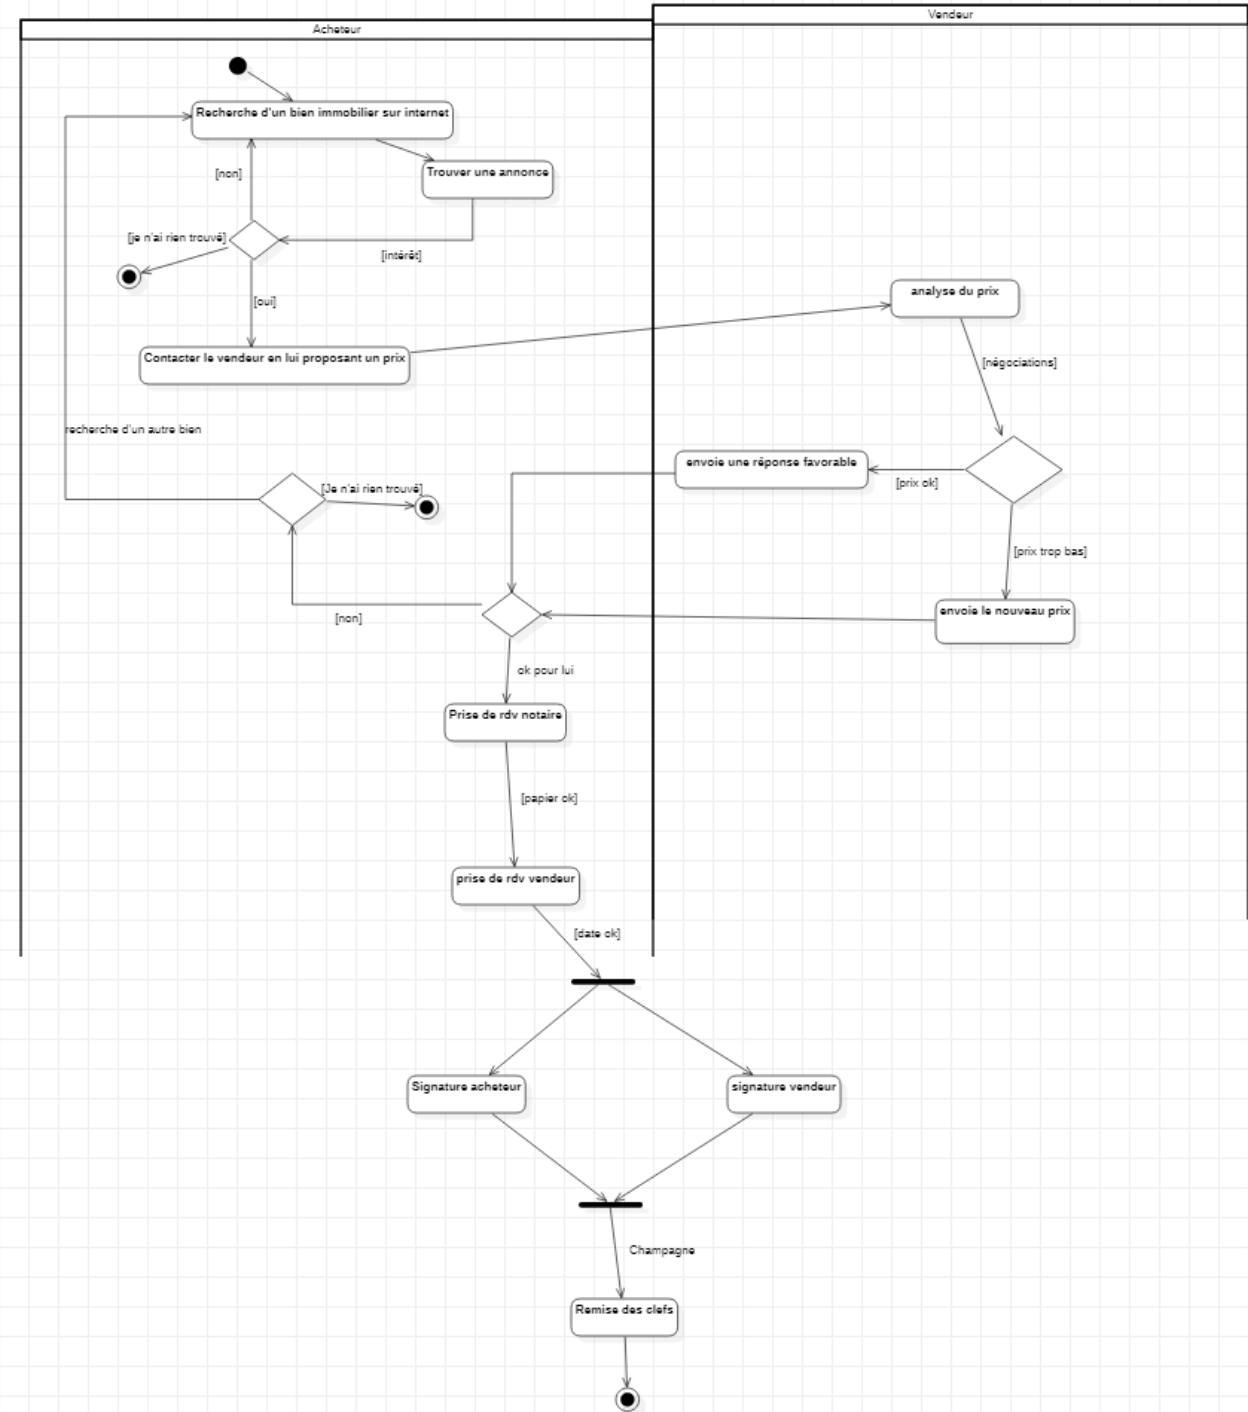 Acheteur
Vendeur
Recherche d'un bien immobilier sur internet
Trouver une annonce
[non]
[je n'ai rien trouvé]
[intérêt]
[oui]
analyse du prix
Contacter le vendeur en lui proposant un prix
[négociations]
recherche d'un autre bien
envoie une réponse favorable
[prix ok]
[Je n'ai rien trouvé]
[prix trop bas]
envoie le nouveau prix
[non]
ok pour lui
Prise de rdv notaire
[papier ok]
prise de rdv vendeur
[date ok]
Signature acheteur
signature vendeur
Champagne
Remise des clefs